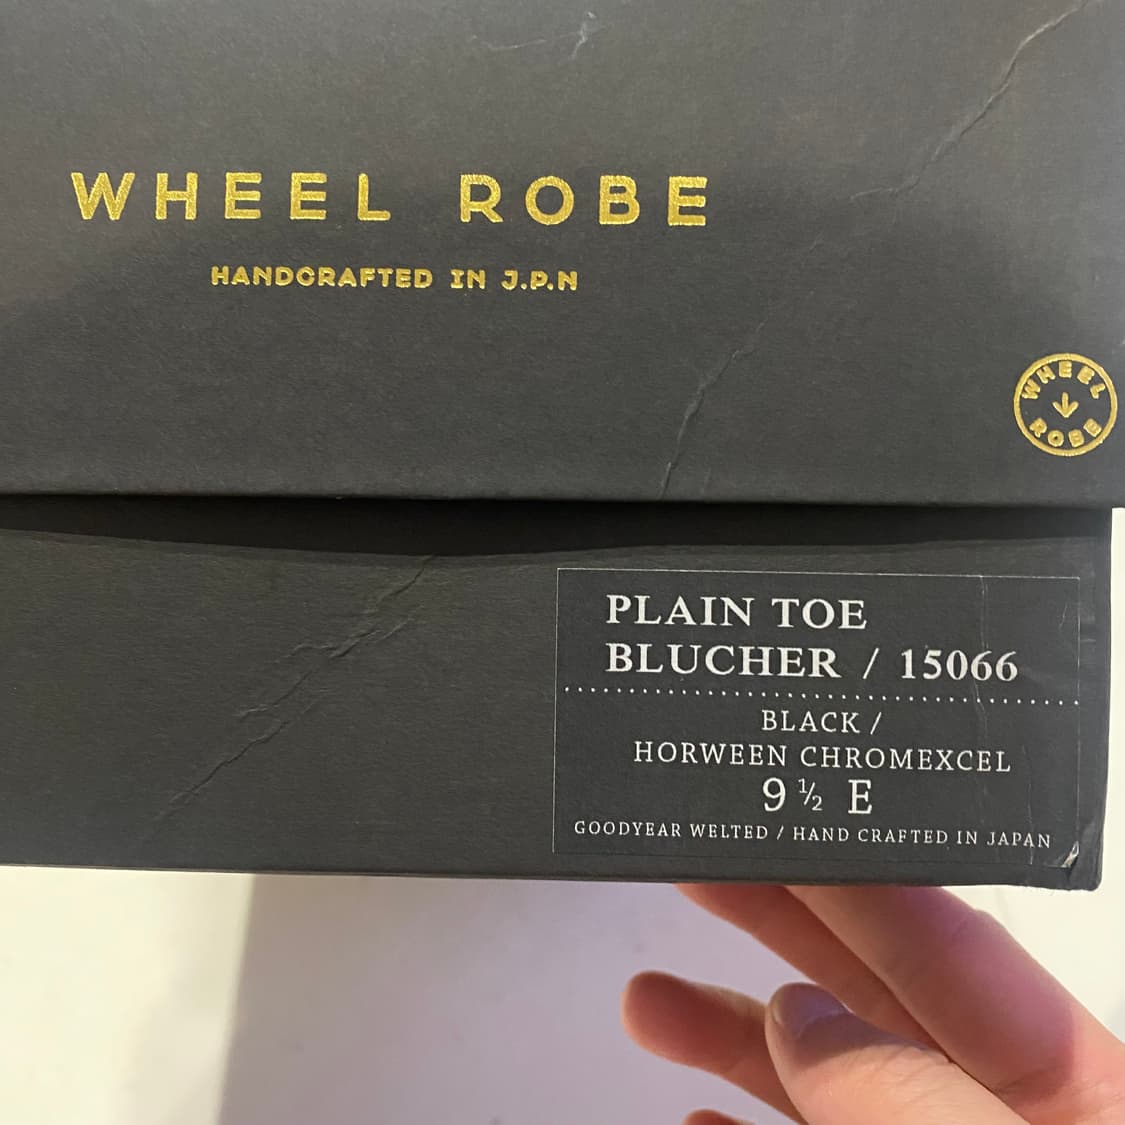 WHEEL ROBE
HANDCRAFTED IN J.P.N
WHEEL
ROBE
PLAIN TOE
BLUCHER / 15066
BLACK /
HORWEEN CHROMEXCEL
9 ½ E
GOODYEAR WELTED / HAND CRAFTED IN JAPAN